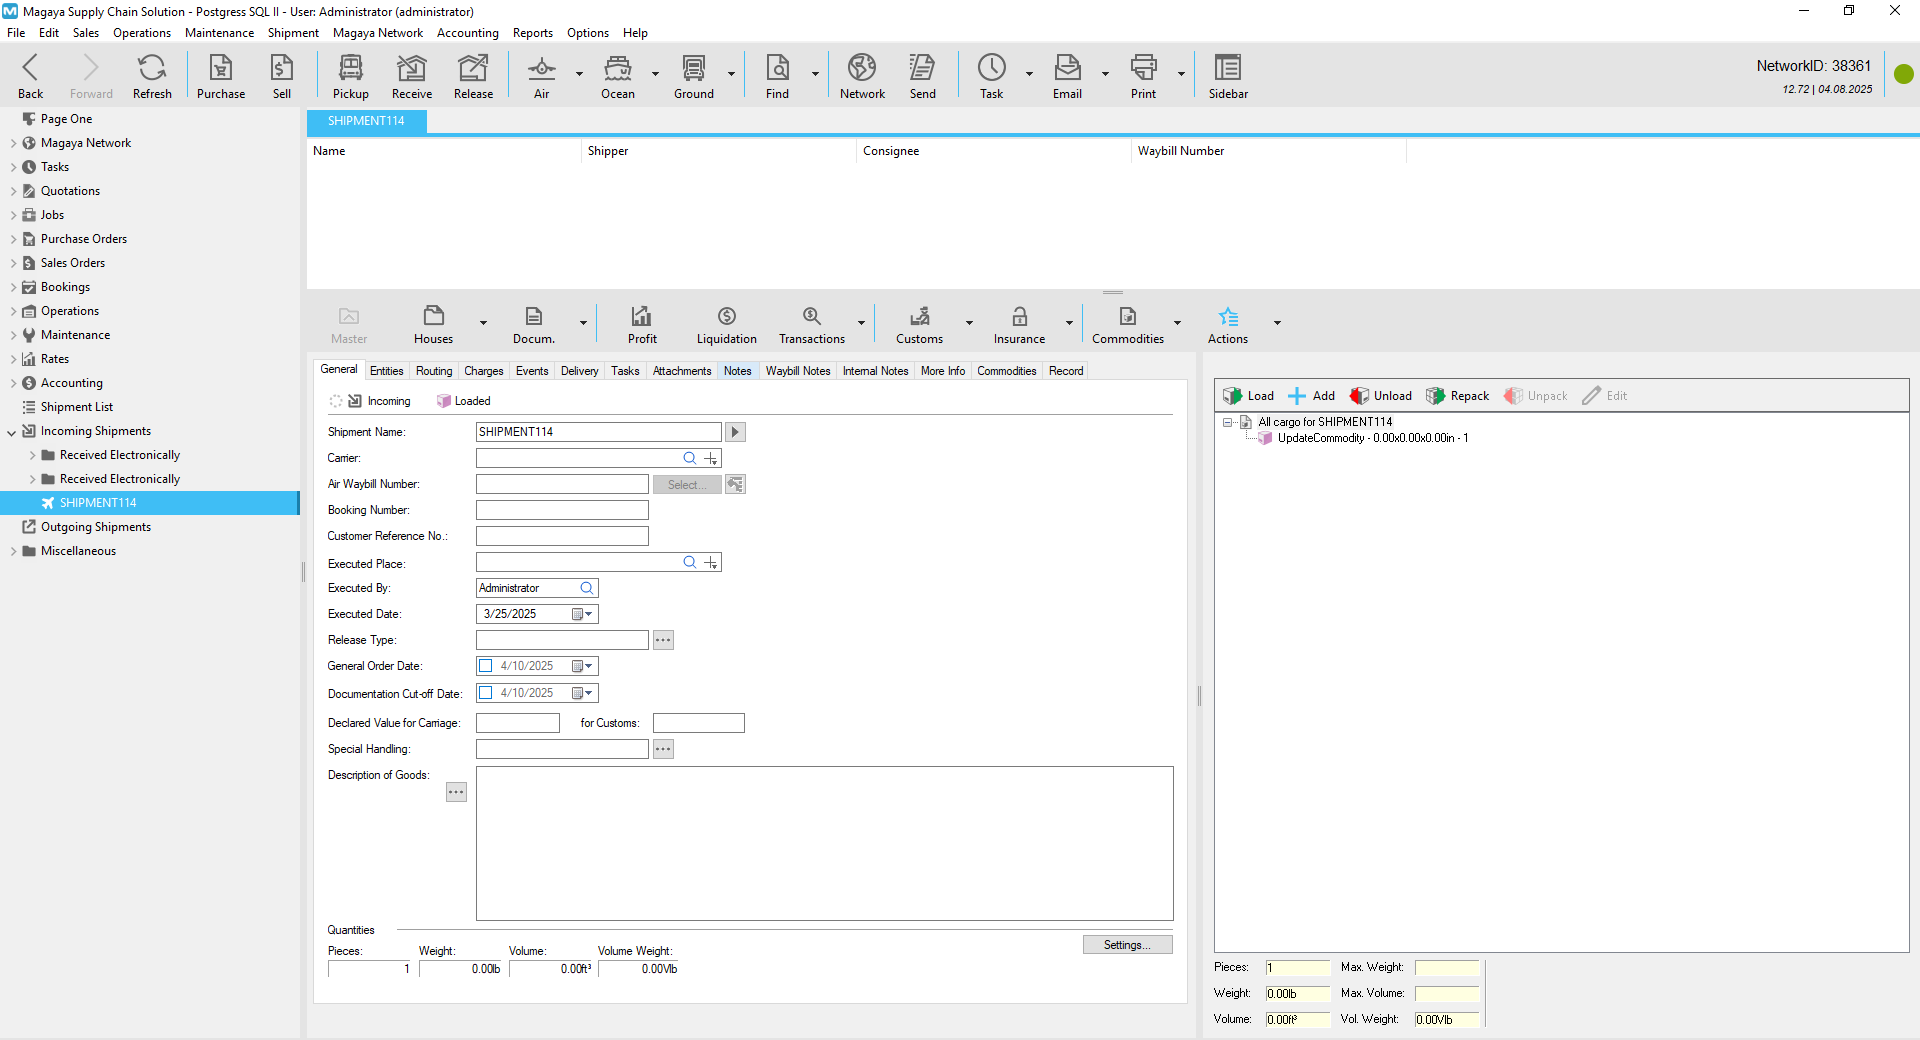 Magaya Supply Chain Solution - Postgress SQL II - User: Administrator (administrator)
File Edit Sales Operations Maintenance Shipment Magaya Network Accounting Reports Options Help
Back Forward Refresh Purchase Sell Pickup Receive Release Air Ocean Ground Find Network Send Task Email Print Sidebar
NetworkID: 38361
12.72 | 04.08.2025
Page One
Magaya Network
Tasks
Quotations
Jobs
Purchase Orders
Sales Orders
Bookings
Operations
Maintenance
Rates
Accounting
Shipment List
Incoming Shipments
Received Electronically
Received Electronically
SHIPMENT114
Outgoing Shipments
Miscellaneous
SHIPMENT114
Name Shipper Consignee Waybill Number
Master Houses Docum. Profit Liquidation Transactions Customs Insurance Commodities Actions
General Entities Routing Charges Events Delivery Tasks Attachments Notes Waybill Notes Internal Notes More Info Commodities Record
Incoming Loaded
Shipment Name: SHIPMENT114
Carrier:
Air Waybill Number: Select...
Booking Number:
Customer Reference No.:
Executed Place:
Executed By: Administrator
Executed Date: 3/25/2025
Release Type:
General Order Date: 4/10/2025
Documentation Cut-off Date: 4/10/2025
Declared Value for Carriage: for Customs:
Special Handling:
Description of Goods:
Quantities
Settings...
Pieces: Weight: Volume: Volume Weight:
1 0.00lb 0.00ft³ 0.00Vlb
Load Add Unload Repack Unpack Edit
All cargo for SHIPMENT114
UpdateCommodity - 0.00x0.00x0.00in - 1
Pieces: 1 Max. Weight:
Weight: 0.00lb Max. Volume:
Volume: 0.00ft³ Vol. Weight: 0.00Vlb